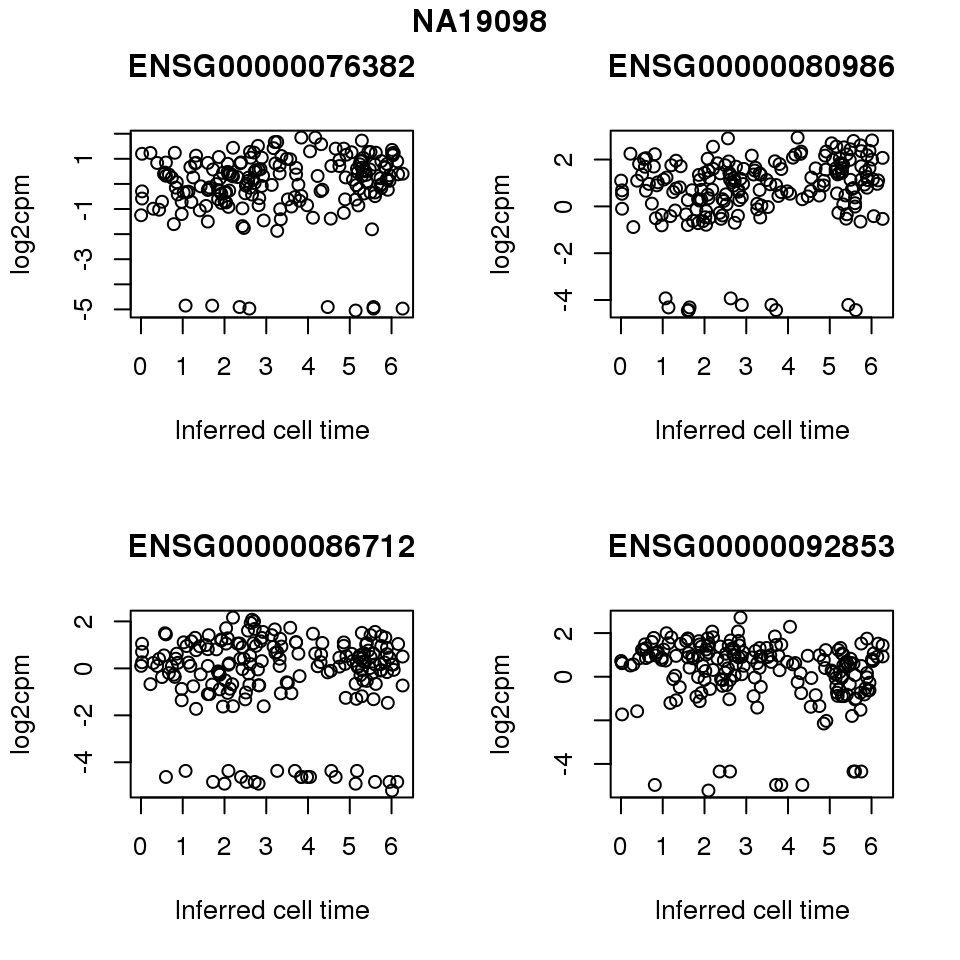 NA19098
ENSG00000076382
log2cpm
1
-1
-3
-5
0 1 2 3 4 5 6
Inferred cell time
ENSG00000080986
log2cpm
2
0
-2
-4
0 1 2 3 4 5 6
Inferred cell time
ENSG00000086712
log2cpm
2
0
-2
-4
0 1 2 3 4 5 6
Inferred cell time
ENSG00000092853
log2cpm
2
0
-4
0 1 2 3 4 5 6
Inferred cell time